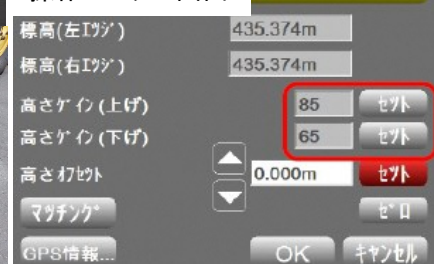 標高(左ｴｯｼﾞ) 435.374m
標高(右ｴｯｼﾞ) 435.374m
高さｹﾞｲﾝ(上げ) 85 ｾｯﾄ
高さｹﾞｲﾝ(下げ) 65 ｾｯﾄ
高さｵﾌｾｯﾄ 0.000m ｾｯﾄ
ﾏｯﾁﾝｸﾞ ｾﾞﾛ
GPS情報... OK ｷｬﾝｾﾙ